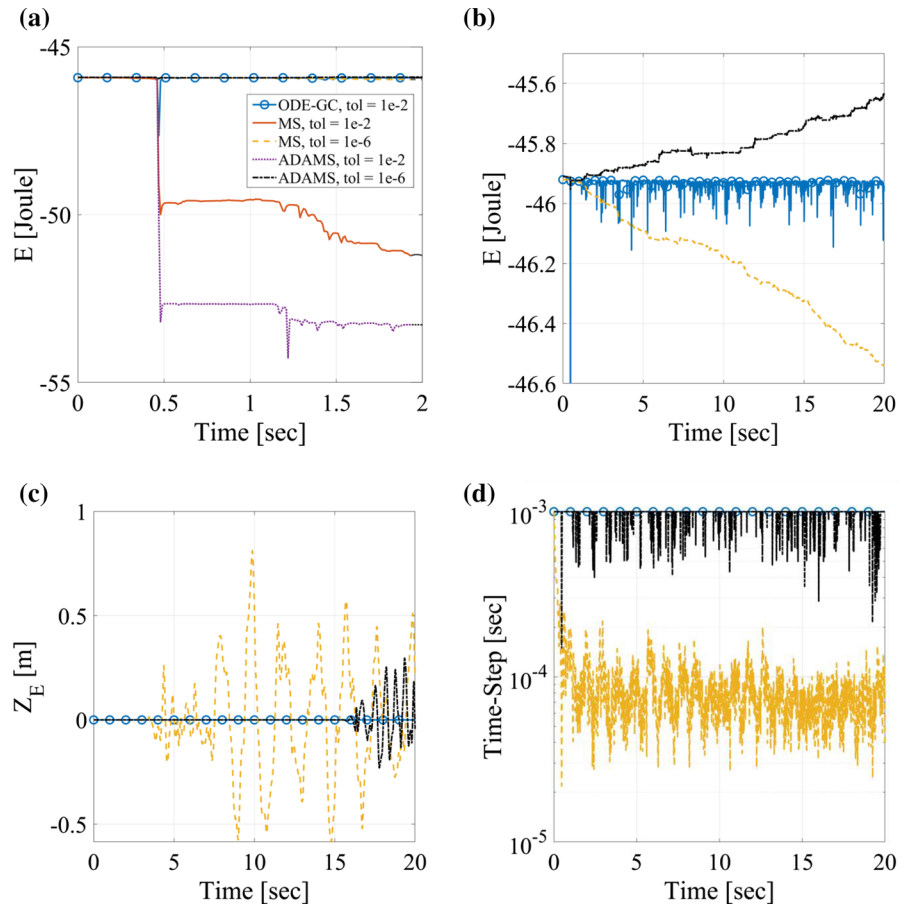 (a)
E [Joule]
-45
-50
-55
0
0.5
1
1.5
2
Time [sec]
ODE-GC, tol = 1e-2
MS, tol = 1e-2
MS, tol = 1e-6
ADAMS, tol = 1e-2
ADAMS, tol = 1e-6
(b)
E [Joule]
-45.6
-45.8
-46
-46.2
-46.4
-46.6
0
5
10
15
20
Time [sec]
(c)
Z_E [m]
1
0.5
0
-0.5
0
5
10
15
20
Time [sec]
(d)
Time-Step [sec]
10^-3
10^-4
10^-5
0
5
10
15
20
Time [sec]